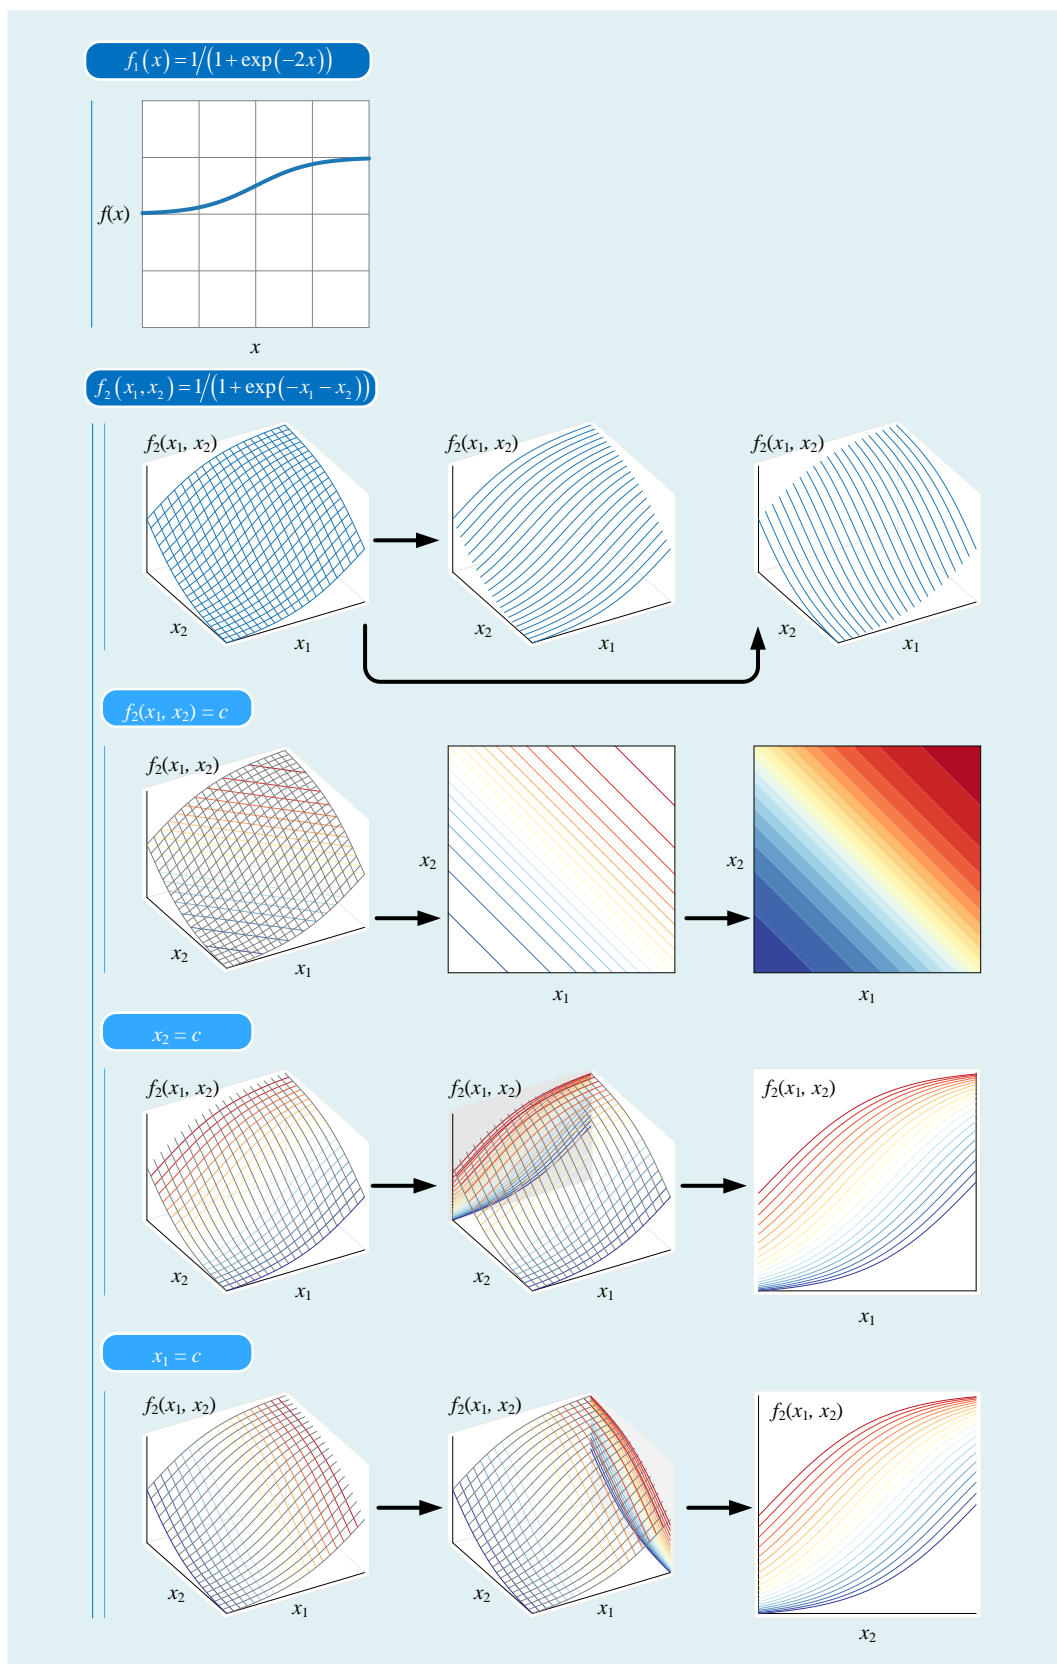 f₁(x)=1/(1+exp(−2x))
f(x)
x
f₂(x₁,x₂)=1/(1+exp(−x₁−x₂))
f₂(x₁, x₂) f₂(x₁, x₂) f₂(x₁, x₂)
x₂ x₁ x₂ x₁ x₂ x₁
f₂(x₁, x₂) = c
f₂(x₁, x₂)
x₂ x₂
x₂ x₁
x₁ x₁
x₂ = c
f₂(x₁, x₂) f₂(x₁, x₂) f₂(x₁, x₂)
x₂ x₁ x₂ x₁
x₁
x₁ = c
f₂(x₁, x₂) f₂(x₁, x₂) f₂(x₁, x₂)
x₂ x₁ x₂ x₁
x₂